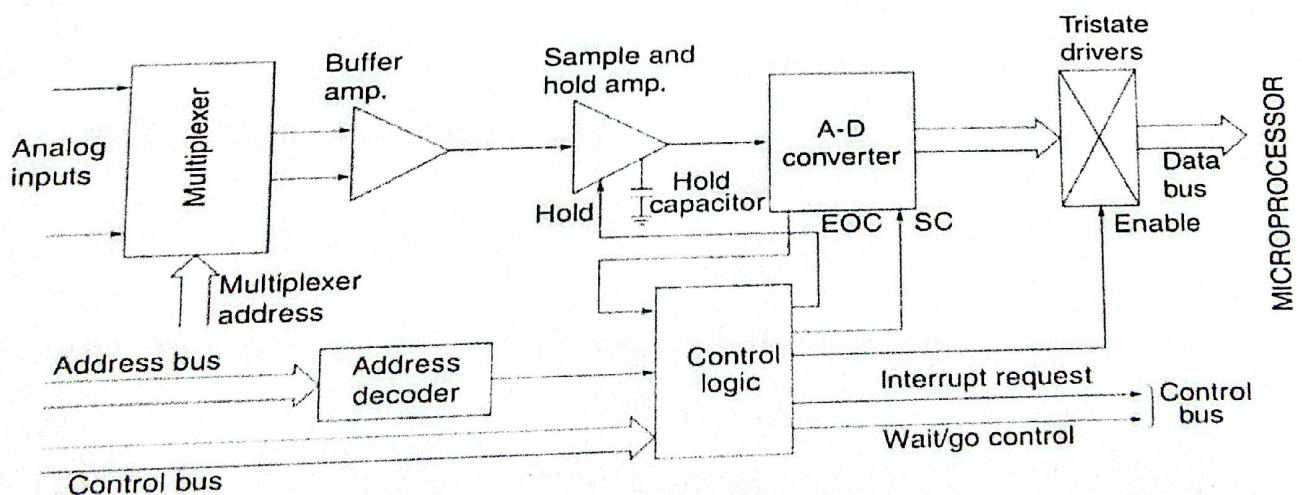 Tristate
drivers
Buffer
amp.
Sample and
hold amp.
Multiplexer
A-D
converter
MICROPROCESSOR
Analog
inputs
Data
bus
Hold
Hold
capacitor
EOC
SC
Enable
Multiplexer
address
Address bus
Address
decoder
Control
logic
Interrupt request
Control
bus
Wait/go control
Control bus